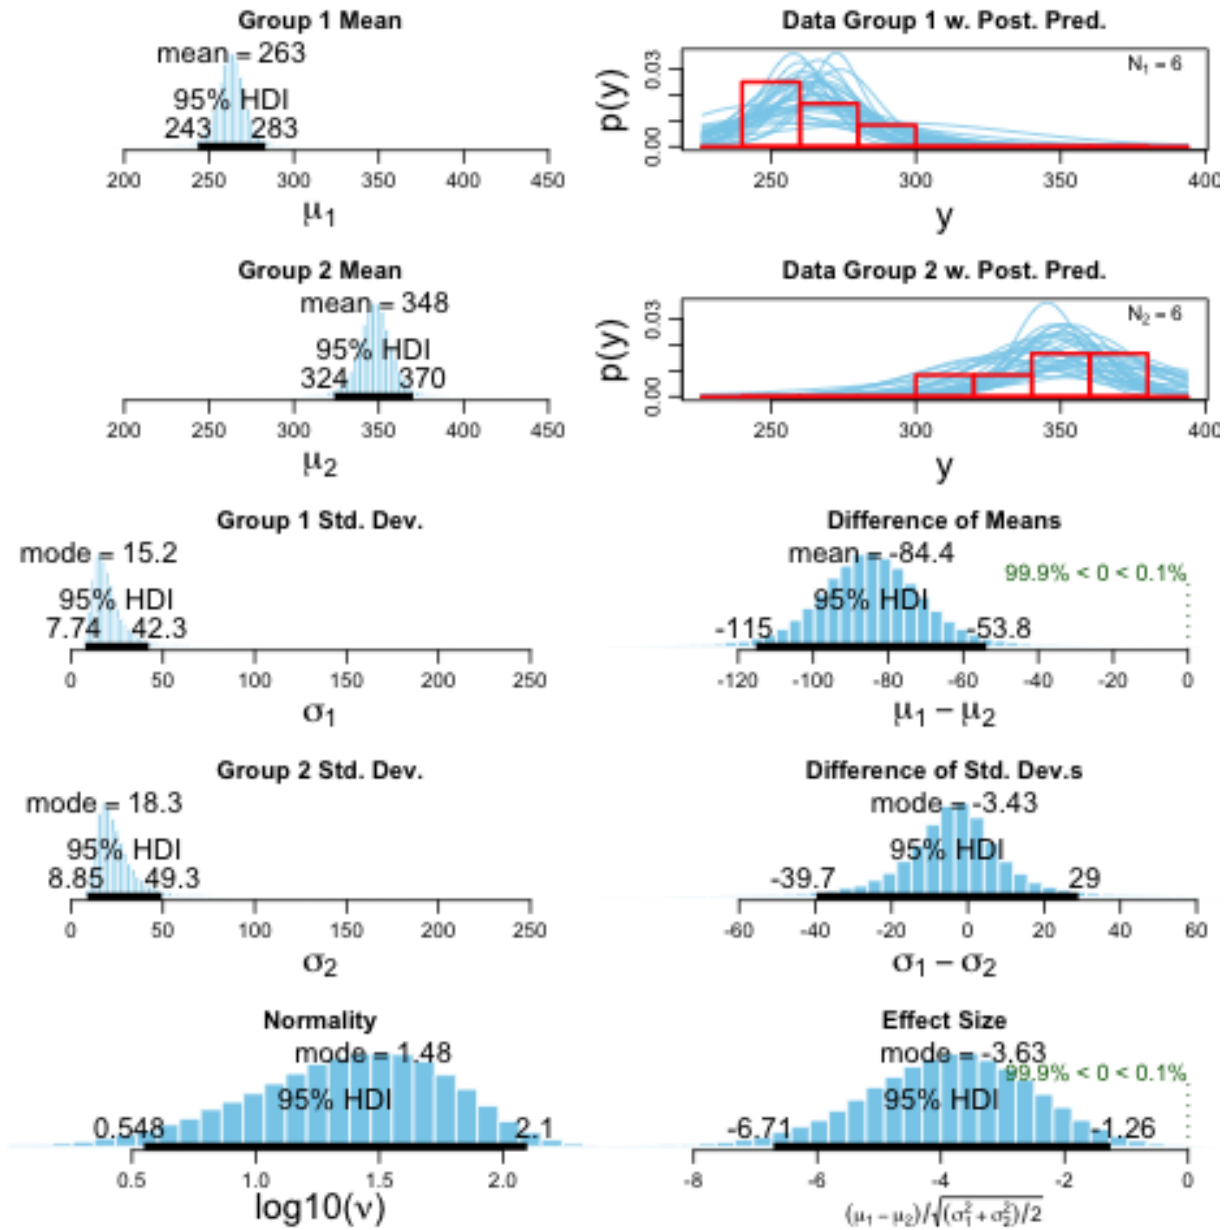 Group 1 Mean
mean = 263
95% HDI
243 283
200 250 300 350 400 450
μ1
Data Group 1 w. Post. Pred.
N1 = 6
p(y)
0.00 0.03
250 300 350 400
y
Group 2 Mean
mean = 348
95% HDI
324 370
200 250 300 350 400 450
μ2
Data Group 2 w. Post. Pred.
N2 = 6
p(y)
0.00 0.03
250 300 350 400
y
Group 1 Std. Dev.
mode = 15.2
95% HDI
7.74 42.3
0 50 100 150 200 250
σ1
Difference of Means
mean = -84.4
99.9% < 0 < 0.1%
95% HDI
-115 -53.8
-120 -100 -80 -60 -40 -20 0
μ1 − μ2
Group 2 Std. Dev.
mode = 18.3
95% HDI
8.85 49.3
0 50 100 150 200 250
σ2
Difference of Std. Dev.s
mode = -3.43
95% HDI
-39.7 29
-60 -40 -20 0 20 40 60
σ1 − σ2
Normality
mode = 1.48
95% HDI
0.548 2.1
0.5 1.0 1.5 2.0
log10(ν)
Effect Size
mode = -3.63
99.9% < 0 < 0.1%
95% HDI
-6.71 -1.26
-8 -6 -4 -2 0
(μ1 − μ2)/√(σ1² + σ2²)/2